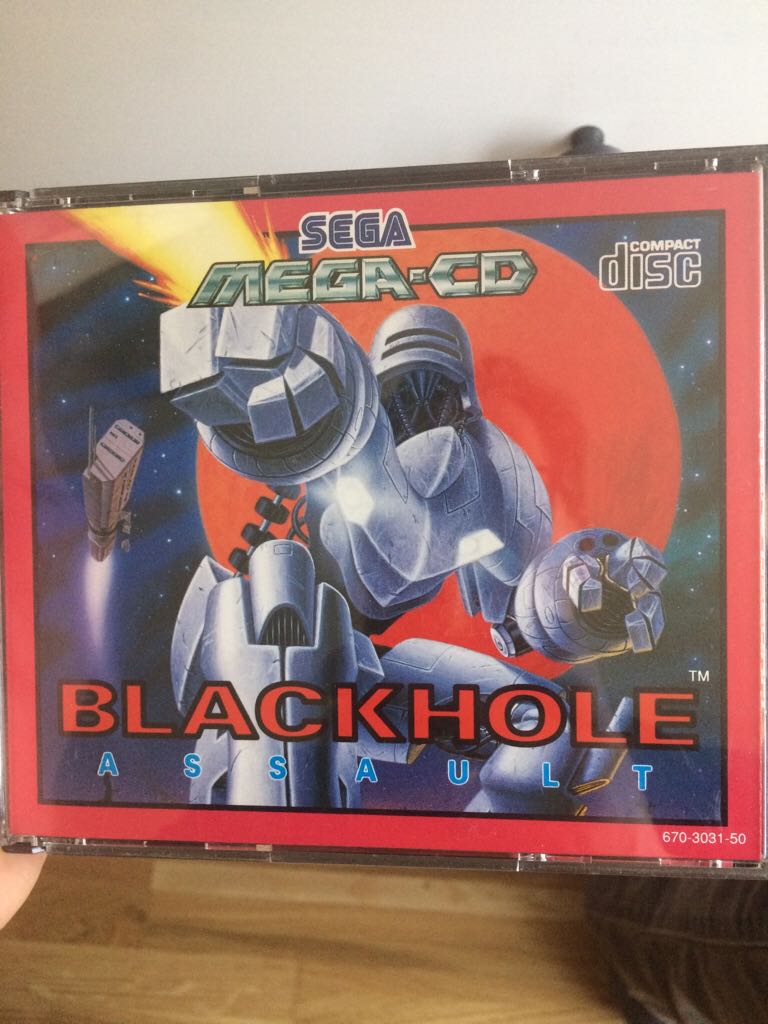 SEGA
MEGA-CD
COMPACT
disc
BLACKHOLE
TM
ASSAULT
670-3031-50